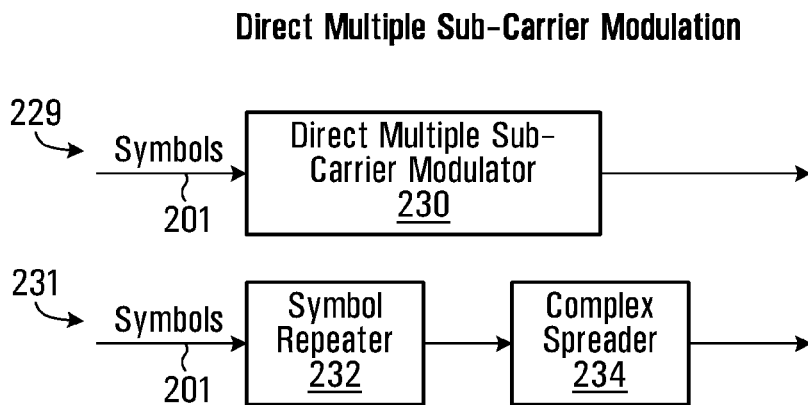 Direct Multiple Sub-Carrier Modulation
229
Symbols
201
Direct Multiple Sub-
Carrier Modulator
230
231
Symbols
201
Symbol
Repeater
232
Complex
Spreader
234